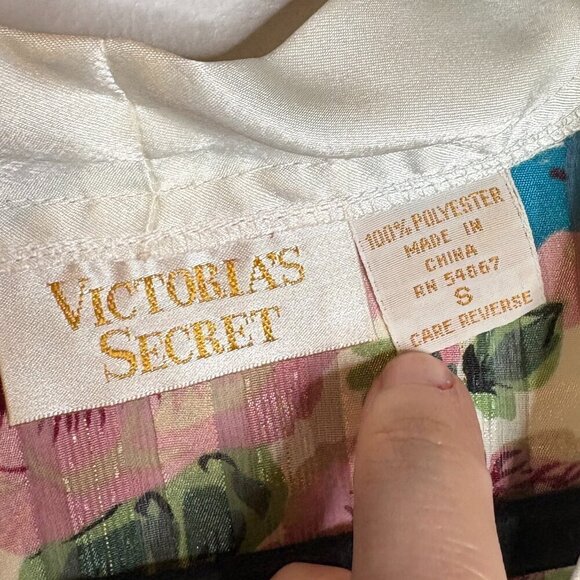 VICTORIA'S
SECRET
100% POLYESTER
MADE IN
CHINA
RN 54867
S
CARE REVERSE